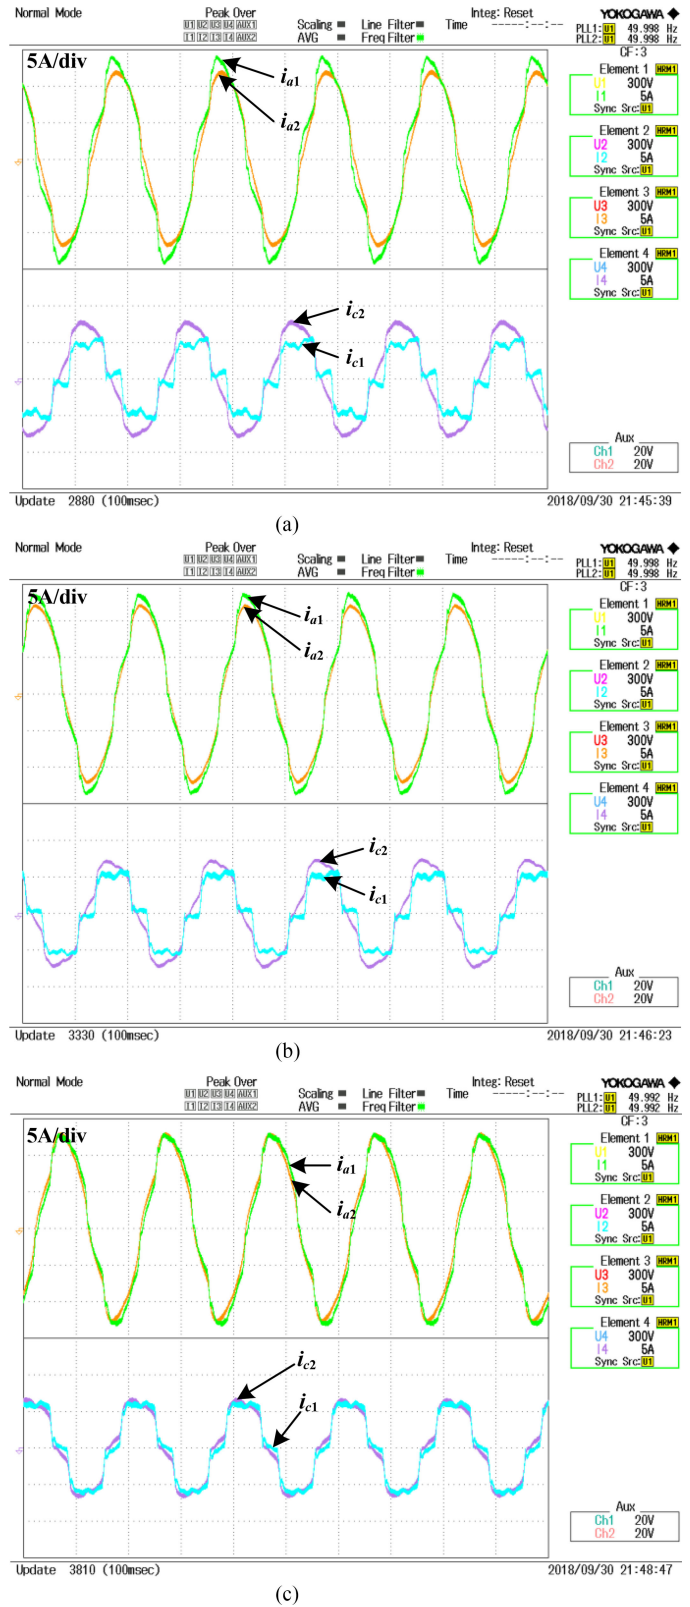 Normal Mode Peak Over Scaling Line Filter Integ: Reset YOKOGAWA
U1 U2 U3 U4 AUX1 AVG Freq Filter Time -----:--:-- PLL1: U1 49.998 Hz
I1 I2 I3 I4 AUX2 PLL2: U1 49.998 Hz
CF:3
5A/div
ia1
ia2
ic2
ic1
Element 1 HRM1
U1 300V
I1 5A
Sync Src: U1
Element 2 HRM1
U2 300V
I2 5A
Sync Src: U1
Element 3 HRM1
U3 300V
I3 5A
Sync Src: U1
Element 4 HRM1
U4 300V
I4 5A
Sync Src: U1
Aux
Ch1 20V
Ch2 20V
Update 2880 (100msec) 2018/09/30 21:45:39
(a)
Normal Mode Peak Over Scaling Line Filter Integ: Reset YOKOGAWA
U1 U2 U3 U4 AUX1 AVG Freq Filter Time -----:--:-- PLL1: U1 49.998 Hz
I1 I2 I3 I4 AUX2 PLL2: U1 49.998 Hz
CF:3
5A/div
ia1
ia2
ic2
ic1
Element 1 HRM1
U1 300V
I1 5A
Sync Src: U1
Element 2 HRM1
U2 300V
I2 5A
Sync Src: U1
Element 3 HRM1
U3 300V
I3 5A
Sync Src: U1
Element 4 HRM1
U4 300V
I4 5A
Sync Src: U1
Aux
Ch1 20V
Ch2 20V
Update 3330 (100msec) 2018/09/30 21:46:23
(b)
Normal Mode Peak Over Scaling Line Filter Integ: Reset YOKOGAWA
U1 U2 U3 U4 AUX1 AVG Freq Filter Time -----:--:-- PLL1: U1 49.992 Hz
I1 I2 I3 I4 AUX2 PLL2: U1 49.992 Hz
CF:3
5A/div
ia1
ia2
ic2
ic1
Element 1 HRM1
U1 300V
I1 5A
Sync Src: U1
Element 2 HRM1
U2 300V
I2 5A
Sync Src: U1
Element 3 HRM1
U3 300V
I3 5A
Sync Src: U1
Element 4 HRM1
U4 300V
I4 5A
Sync Src: U1
Aux
Ch1 20V
Ch2 20V
Update 3810 (100msec) 2018/09/30 21:48:47
(c)